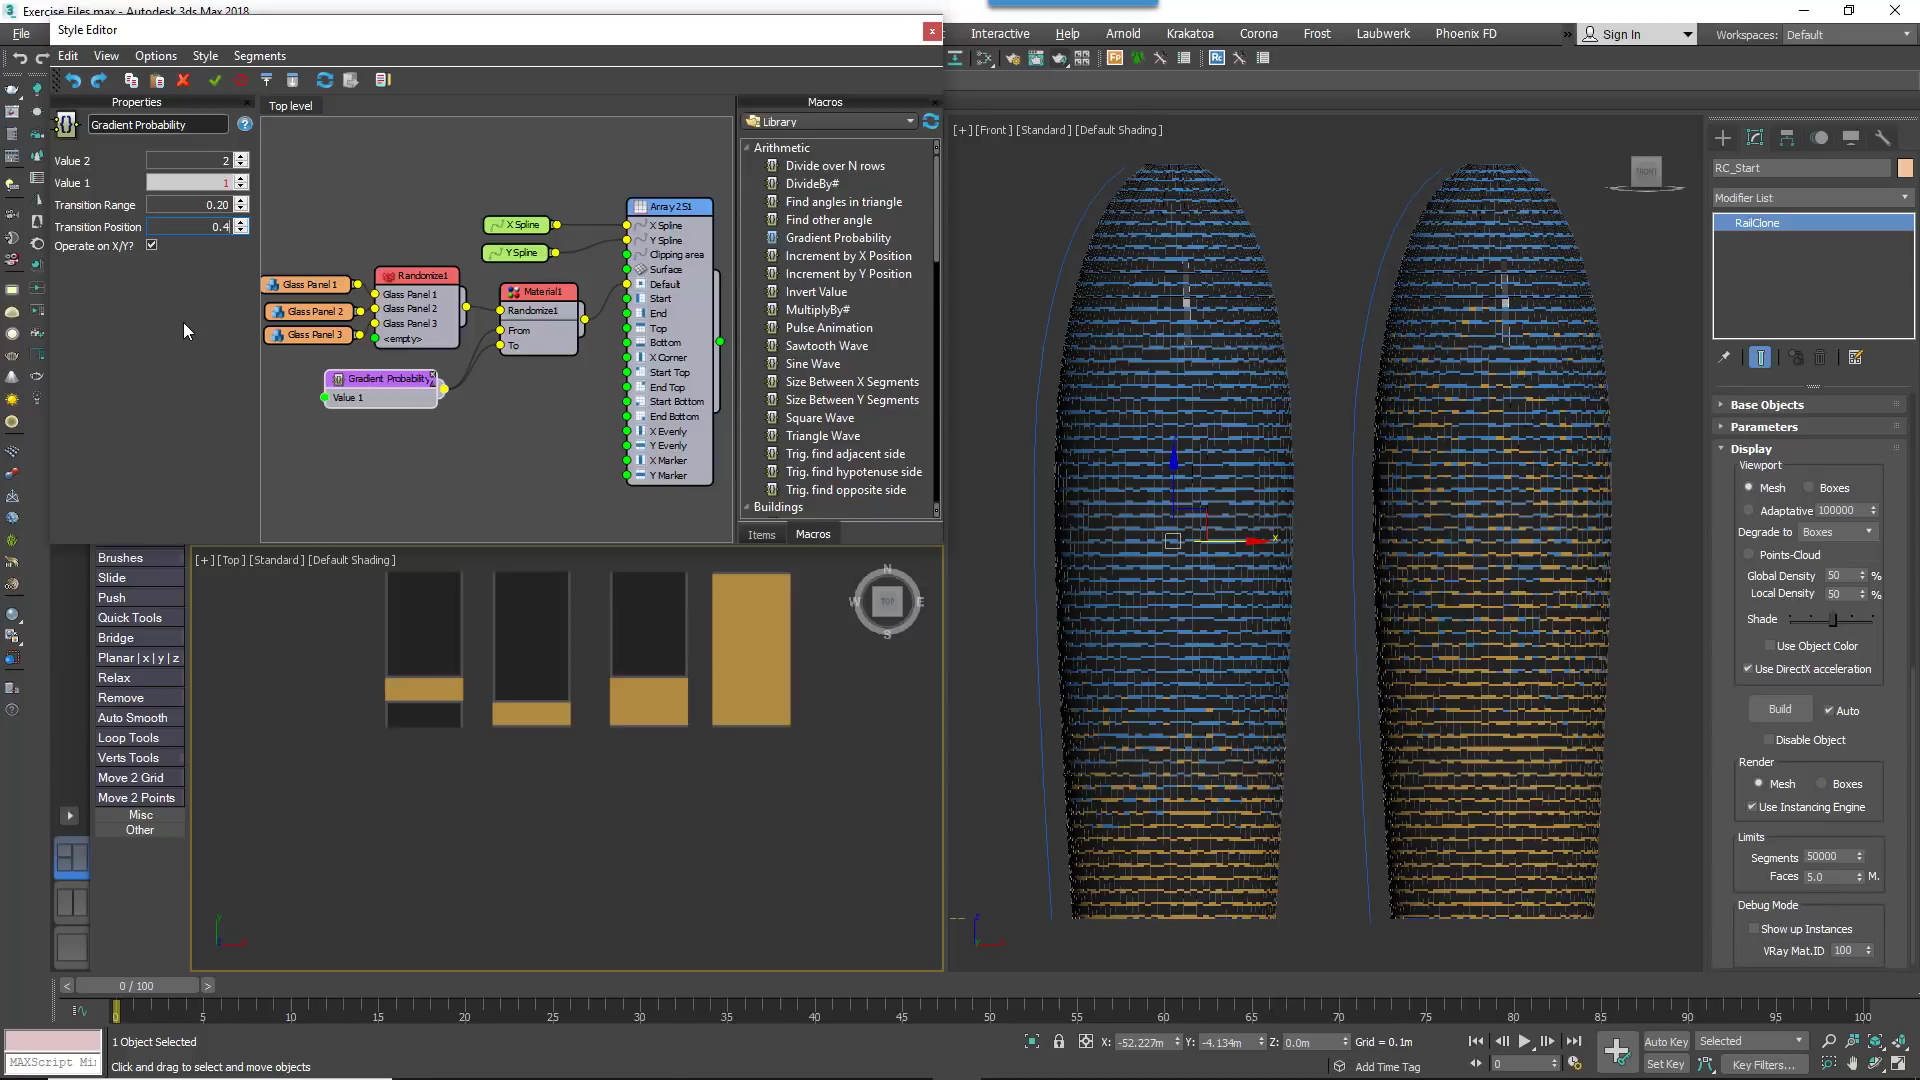 Exercise Files.max - Autodesk 3ds Max 2018
File
Interactive
Help
Arnold
Krakatoa
Corona
Frost
Laubwerk
Phoenix FD
Sign In
Workspaces:
Default
Style Editor
Edit
View
Options
Style
Segments
Properties
Gradient Probability
Value 2
2
Value 1
1
Transition Range
0.20
Transition Position
0.4
Operate on X/Y?
Top level
Glass Panel 1
Glass Panel 2
Glass Panel 3
Randomize1
Glass Panel 1
Glass Panel 2
Glass Panel 3
<empty>
Gradient Probability
Value 1
X Spline
Y Spline
Material1
Randomize1
From
To
Array 2S1
X Spline
Y Spline
Clipping area
Surface
Default
Start
End
Top
Bottom
X Corner
Start Top
End Top
Start Bottom
End Bottom
X Evenly
Y Evenly
X Marker
Y Marker
Macros
Library
Arithmetic
Divide over N rows
DivideBy#
Find angles in triangle
Find other angle
Gradient Probability
Increment by X Position
Increment by Y Position
Invert Value
MultiplyBy#
Pulse Animation
Sawtooth Wave
Sine Wave
Size Between X Segments
Size Between Y Segments
Square Wave
Triangle Wave
Trig. find adjacent side
Trig. find hypotenuse side
Trig. find opposite side
Buildings
Items
Macros
[+] [Front ] [Standard ] [Default Shading ]
FRONT
x
RC_Start
Modifier List
RailClone
Base Objects
Parameters
Display
Viewport
Mesh
Boxes
Adaptive
100000
Degrade to
Boxes
Points-Cloud
Global Density
50
%
Local Density
50
%
Shade
Use Object Color
Use DirectX acceleration
Build
Auto
Disable Object
Render
Mesh
Boxes
Use Instancing Engine
Limits
Segments
50000
Faces
5.0
M.
Debug Mode
Show up Instances
VRay Mat.ID
100
Brushes
Slide
Push
Quick Tools
Bridge
Planar | x | y | z
Relax
Remove
Auto Smooth
Loop Tools
Verts Tools
Move 2 Grid
Move 2 Points
Misc
Other
[+] [Top ] [Standard ] [Default Shading ]
N
W
TOP
E
S
<
0 / 100
>
0
5
10
15
20
25
30
35
40
45
50
55
60
65
70
75
80
85
90
95
100
1 Object Selected
MAXScript Mi
Click and drag to select and move objects
X:
-52.227m
Y:
-4.134m
Z:
0.0m
Grid = 0.1m
Add Time Tag
0
Auto Key
Selected
Set Key
Key Filters...